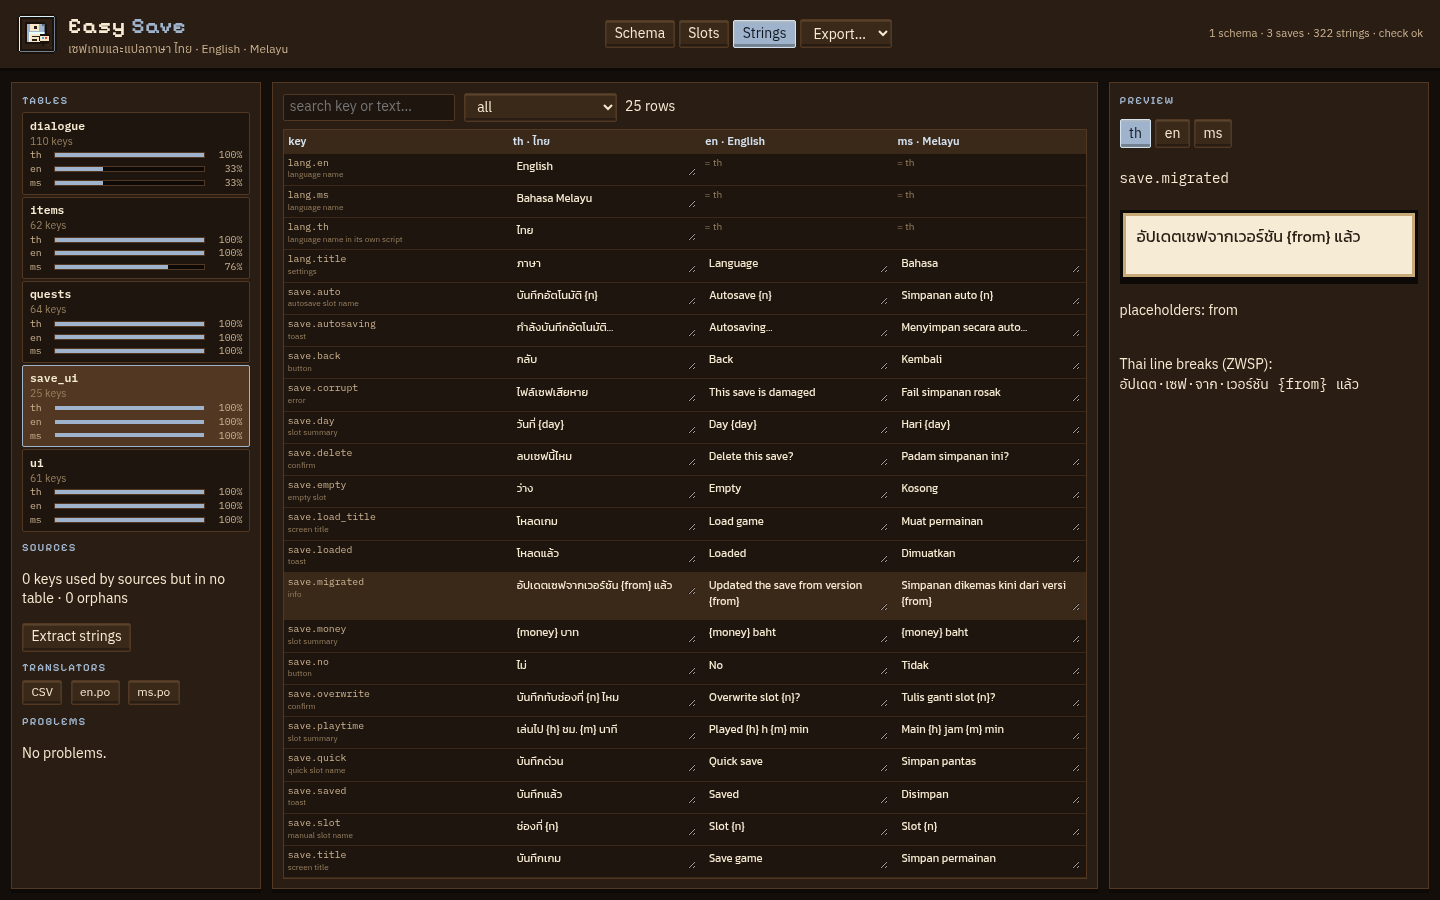 Easy Save
เซฟเกมและแปลภาษา ไทย · English · Melayu
Schema
Slots
Strings
Export...
1 schema · 3 saves · 322 strings · check ok
TABLES
dialogue
110 keys
th 100%
en 33%
ms 33%
items
62 keys
th 100%
en 100%
ms 76%
quests
64 keys
th 100%
en 100%
ms 100%
save_ui
25 keys
th 100%
en 100%
ms 100%
ui
61 keys
th 100%
en 100%
ms 100%
SOURCES
0 keys used by sources but in no
table · 0 orphans
Extract strings
TRANSLATORS
CSV
en.po
ms.po
PROBLEMS
No problems.
search key or text...
all
25 rows
key th · ไทย en · English ms · Melayu
lang.en English = th = th
language name
lang.ms Bahasa Melayu = th = th
language name
lang.th ไทย = th = th
language name in its own script
lang.title ภาษา Language Bahasa
settings
save.auto บันทึกอัตโนมัติ {n} Autosave {n} Simpanan auto {n}
autosave slot name
save.autosaving กำลังบันทึกอัตโนมัติ... Autosaving... Menyimpan secara auto...
toast
save.back กลับ Back Kembali
button
save.corrupt ไฟล์เซฟเสียหาย This save is damaged Fail simpanan rosak
error
save.day วันที่ {day} Day {day} Hari {day}
slot summary
save.delete ลบเซฟนี้ไหม Delete this save? Padam simpanan ini?
confirm
save.empty ว่าง Empty Kosong
empty slot
save.load_title โหลดเกม Load game Muat permainan
screen title
save.loaded โหลดแล้ว Loaded Dimuatkan
toast
save.migrated อัปเดตเซฟจากเวอร์ชัน {from} แล้ว Updated the save from version Simpanan dikemas kini dari versi
info {from} {from}
save.money {money} บาท {money} baht {money} baht
slot summary
save.no ไม่ No Tidak
button
save.overwrite บันทึกทับช่องที่ {n} ไหม Overwrite slot {n}? Tulis ganti slot {n}?
confirm
save.playtime เล่นไป {h} ชม. {m} นาที Played {h} h {m} min Main {h} jam {m} min
slot summary
save.quick บันทึกด่วน Quick save Simpan pantas
quick slot name
save.saved บันทึกแล้ว Saved Disimpan
toast
save.slot ช่องที่ {n} Slot {n} Slot {n}
manual slot name
save.title บันทึกเกม Save game Simpan permainan
screen title
PREVIEW
th
en
ms
save.migrated
อัปเดตเซฟจากเวอร์ชัน {from} แล้ว
placeholders: from
Thai line breaks (ZWSP):
อัปเดต·เซฟ·จาก·เวอร์ชัน {from} แล้ว